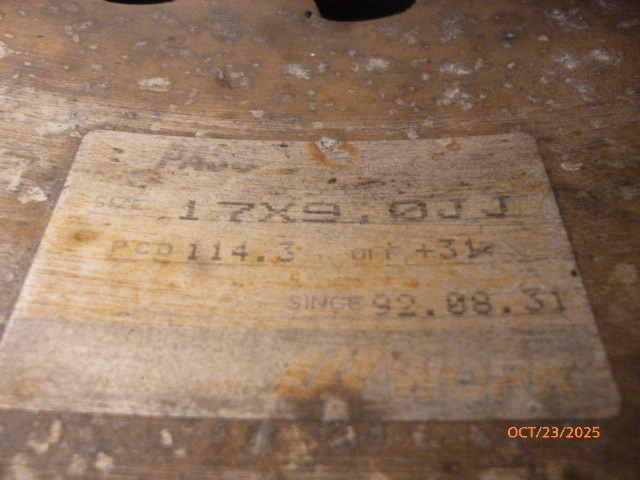 SIZE 17X9.0JJ
PCD 114.3 OFF +31
SINCE 92.08.31
WORK
OCT/23/2025